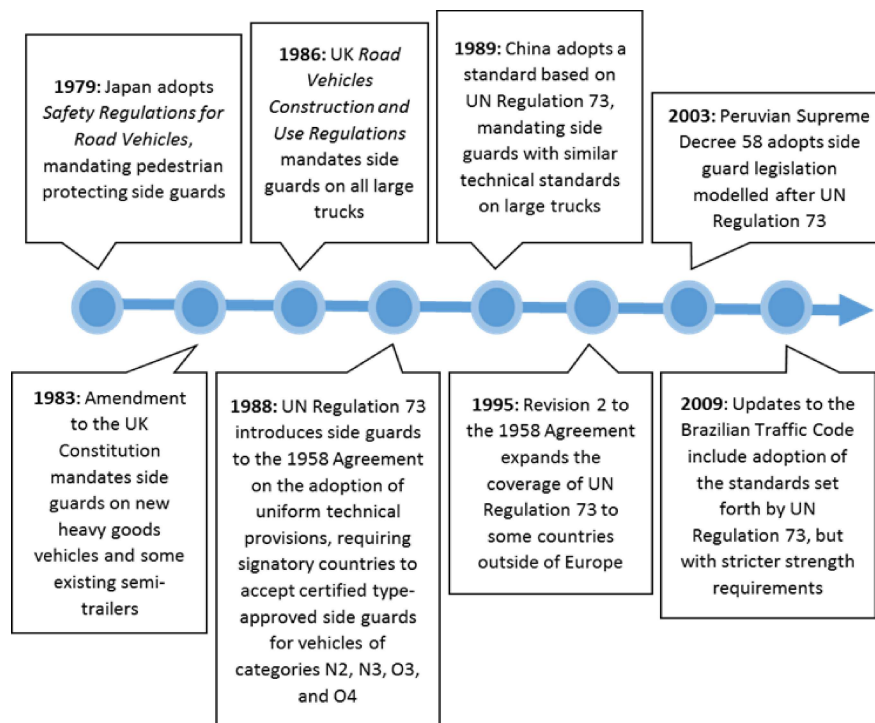 1979: Japan adopts
Safety Regulations for
Road Vehicles,
mandating pedestrian
protecting side guards
1986: UK Road
Vehicles
Construction and
Use Regulations
mandates side
guards on all large
trucks
1989: China adopts a
standard based on
UN Regulation 73,
mandating side
guards with similar
technical standards
on large trucks
2003: Peruvian Supreme
Decree 58 adopts side
guard legislation
modelled after UN
Regulation 73
1983: Amendment
to the UK
Constitution
mandates side
guards on new
heavy goods
vehicles and some
existing semi-
trailers
1988: UN Regulation 73
introduces side guards
to the 1958 Agreement
on the adoption of
uniform technical
provisions, requiring
signatory countries to
accept certified type-
approved side guards
for vehicles of
categories N2, N3, O3,
and O4
1995: Revision 2 to
the 1958 Agreement
expands the
coverage of UN
Regulation 73 to
some countries
outside of Europe
2009: Updates to the
Brazilian Traffic Code
include adoption of
the standards set
forth by UN
Regulation 73, but
with stricter strength
requirements